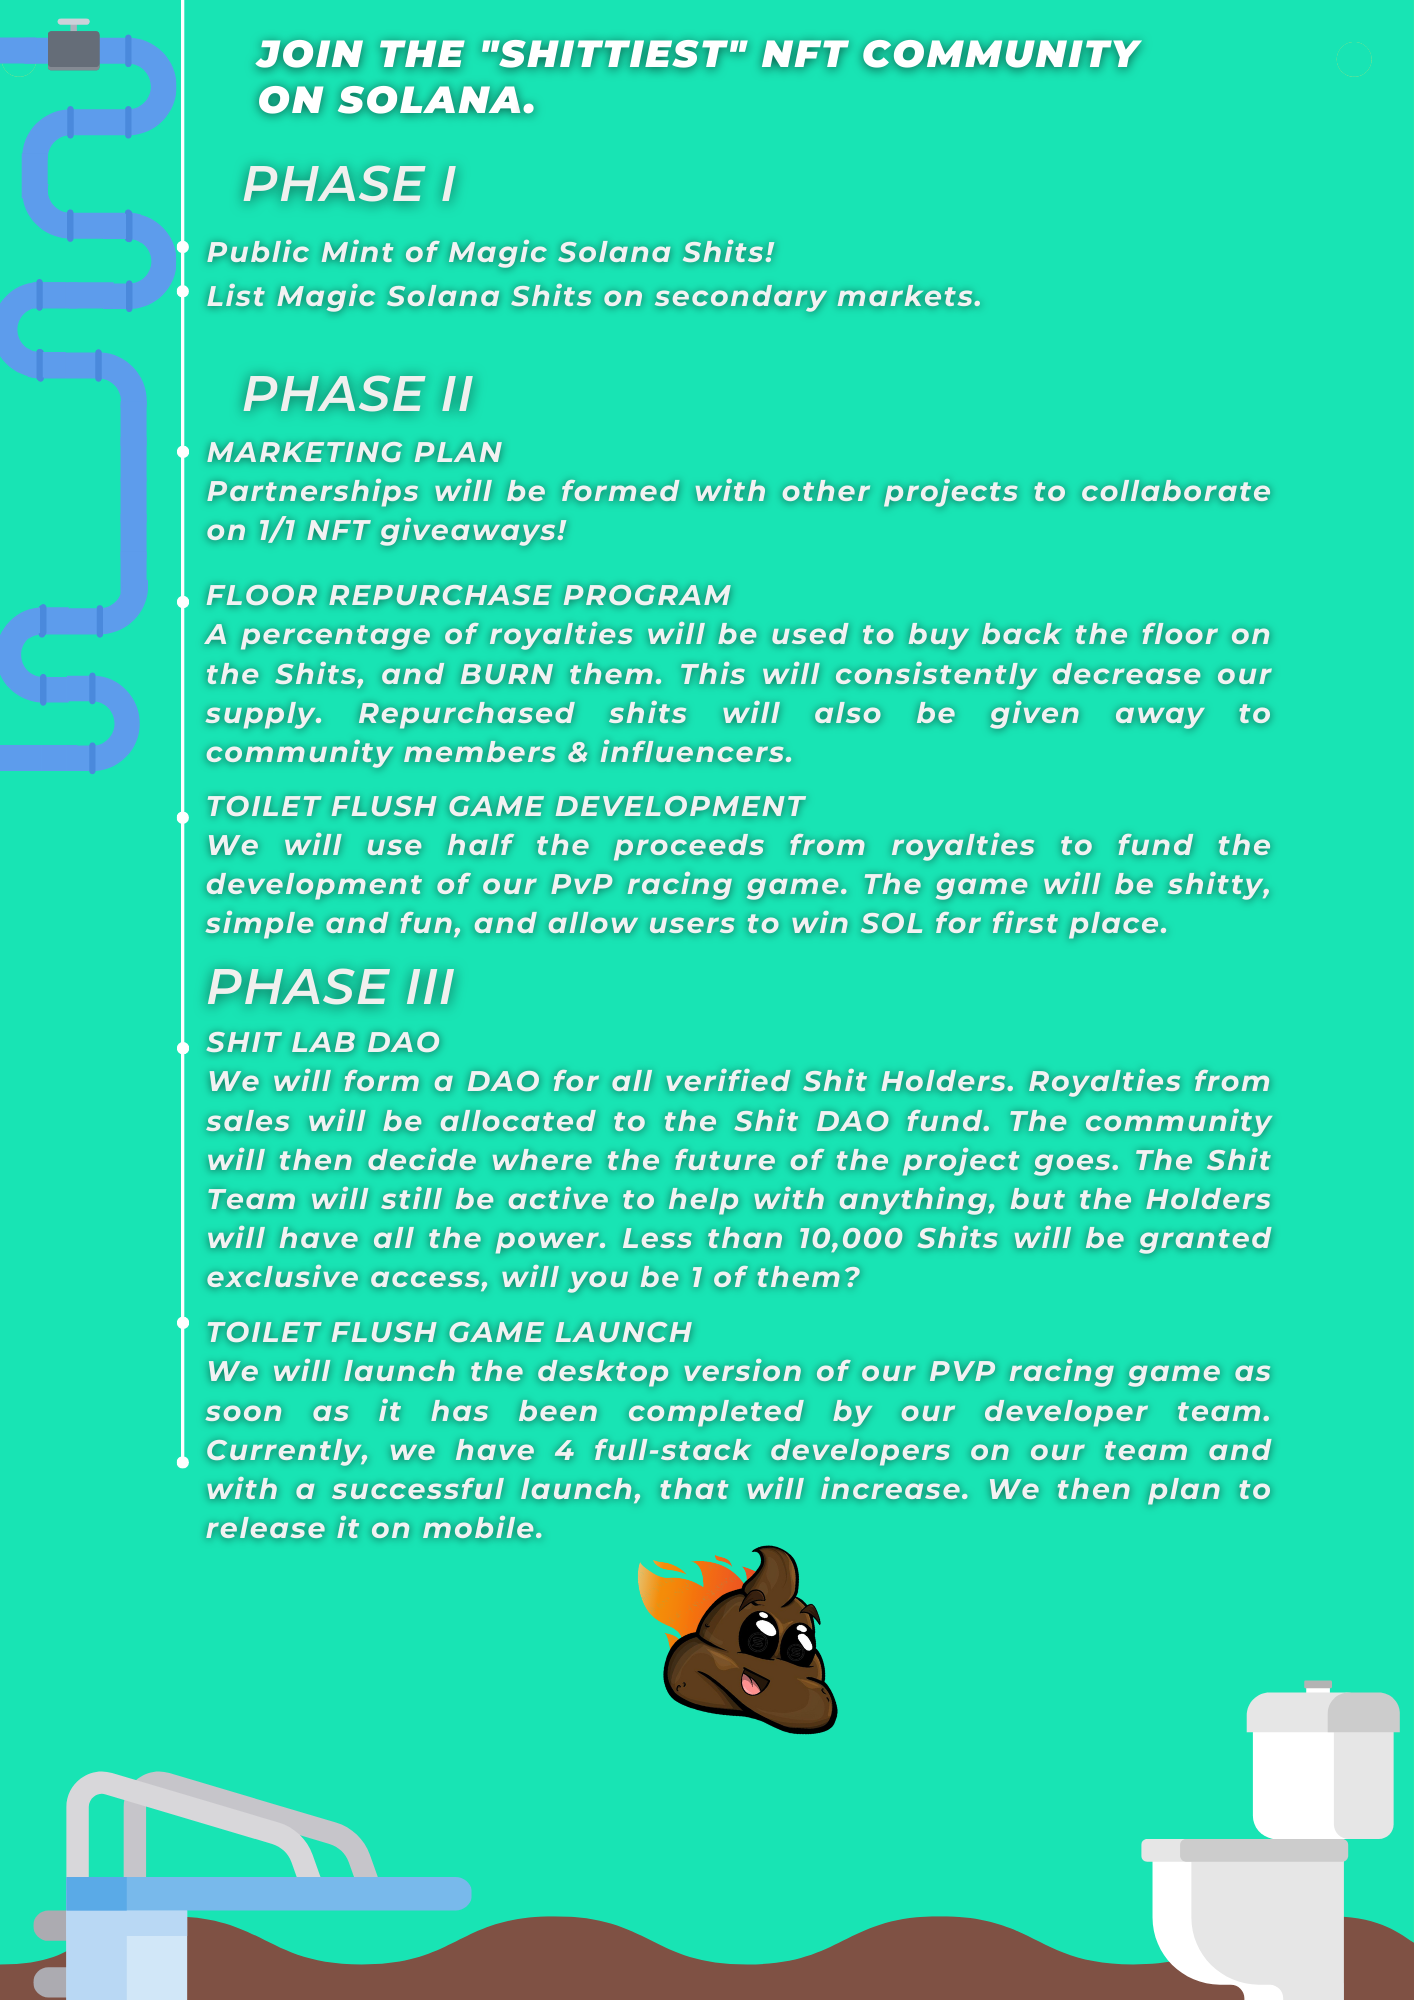 JOIN THE "SHITTIEST" NFT COMMUNITY
ON SOLANA.
PHASE I
Public Mint of Magic Solana Shits!
List Magic Solana Shits on secondary markets.
PHASE II
MARKETING PLAN
Partnerships will be formed with other projects to collaborate
on 1/1 NFT giveaways!
FLOOR REPURCHASE PROGRAM
A percentage of royalties will be used to buy back the floor on
the Shits, and BURN them. This will consistently decrease our
supply. Repurchased shits will also be given away to
community members & influencers.
TOILET FLUSH GAME DEVELOPMENT
We will use half the proceeds from royalties to fund the
development of our PvP racing game. The game will be shitty,
simple and fun, and allow users to win SOL for first place.
PHASE III
SHIT LAB DAO
We will form a DAO for all verified Shit Holders. Royalties from
sales will be allocated to the Shit DAO fund. The community
will then decide where the future of the project goes. The Shit
Team will still be active to help with anything, but the Holders
will have all the power. Less than 10,000 Shits will be granted
exclusive access, will you be 1 of them?
TOILET FLUSH GAME LAUNCH
We will launch the desktop version of our PVP racing game as
soon as it has been completed by our developer team.
Currently, we have 4 full-stack developers on our team and
with a successful launch, that will increase. We then plan to
release it on mobile.